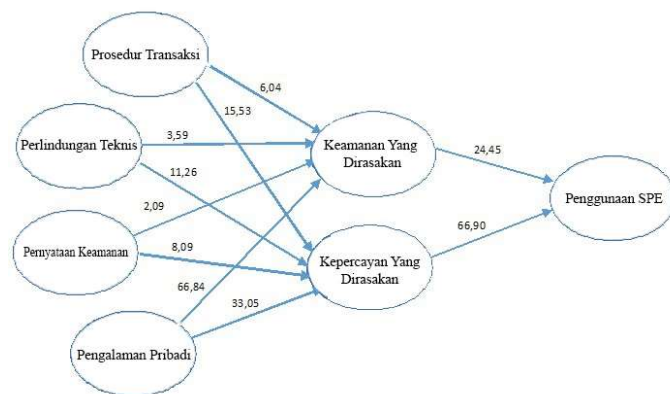 Prosedur Transaksi
6,04
15,53
Perlindungan Teknis
3,59
Keamanan Yang
Dirasakan
24,45
11,26
Penggunaan SPE
2,09
Pernyataan Keamanan
8,09
Kepercayan Yang
Dirasakan
66,90
66,84
33,05
Pengalaman Pribadi